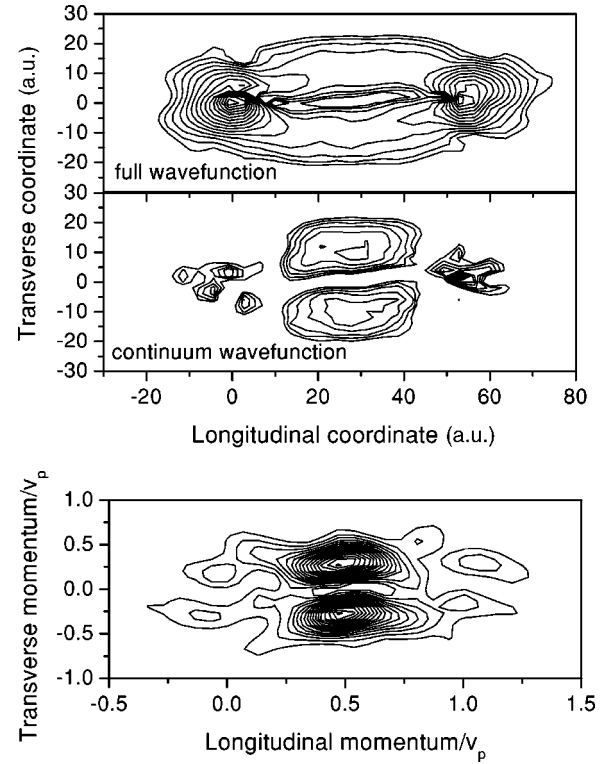 30
20
10
0
-10
-20
full wavefunction
30
20
10
0
-10
-20
continuum wavefunction
-30
-20 0 20 40 60 80
Longitudinal coordinate (a.u.)
Transverse coordinate (a.u.)
1.0
0.5
0.0
-0.5
-1.0
-0.5 0.0 0.5 1.0 1.5
Longitudinal momentum/vp
Transverse momentum/vp